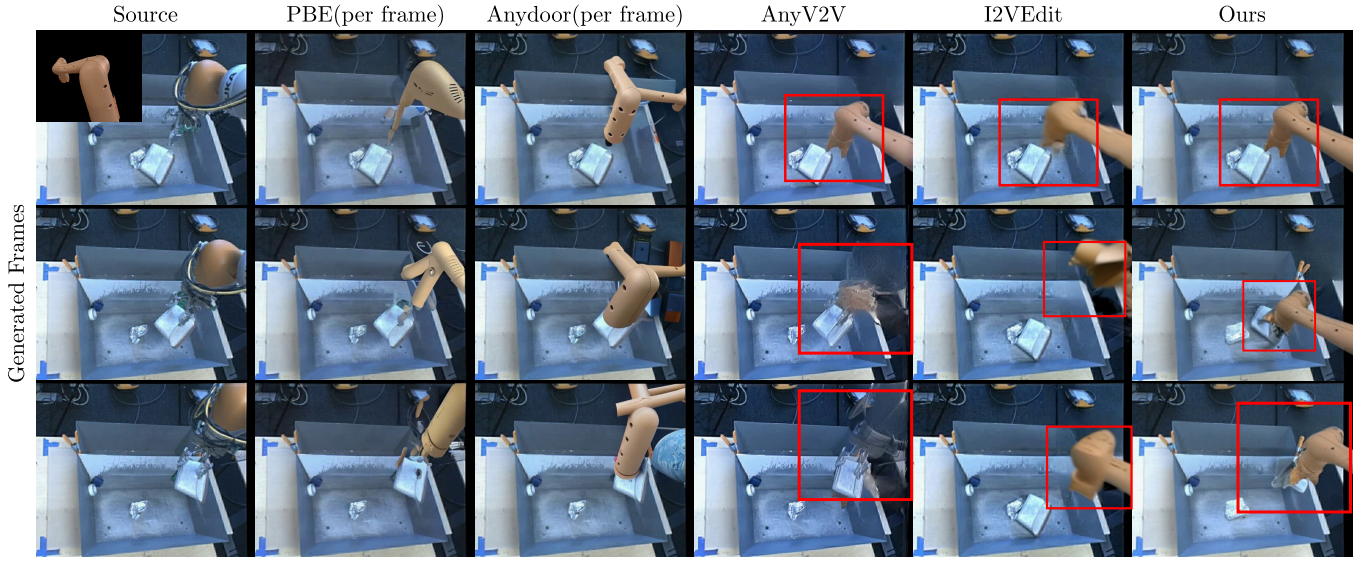 Source
PBE(per frame)
Anydoor(per frame)
AnyV2V
I2VEdit
Ours
Generated Frames